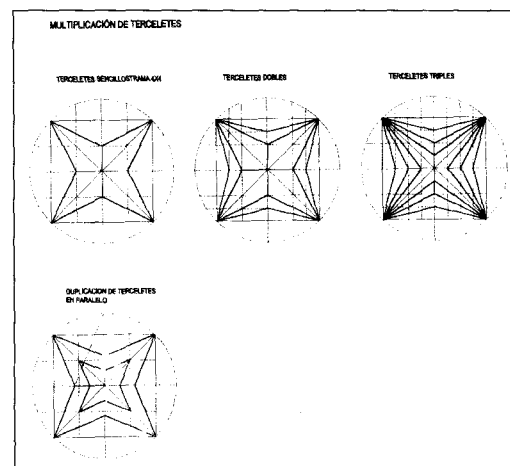 MULTIPLICACIÓN DE TERCELETES
TERCELETES SENCILLOS TRAMA 4X4
TERCELETES DOBLES
TERCELETES TRIPLES
DUPLICACION DE TERCELETES
EN PARALELO